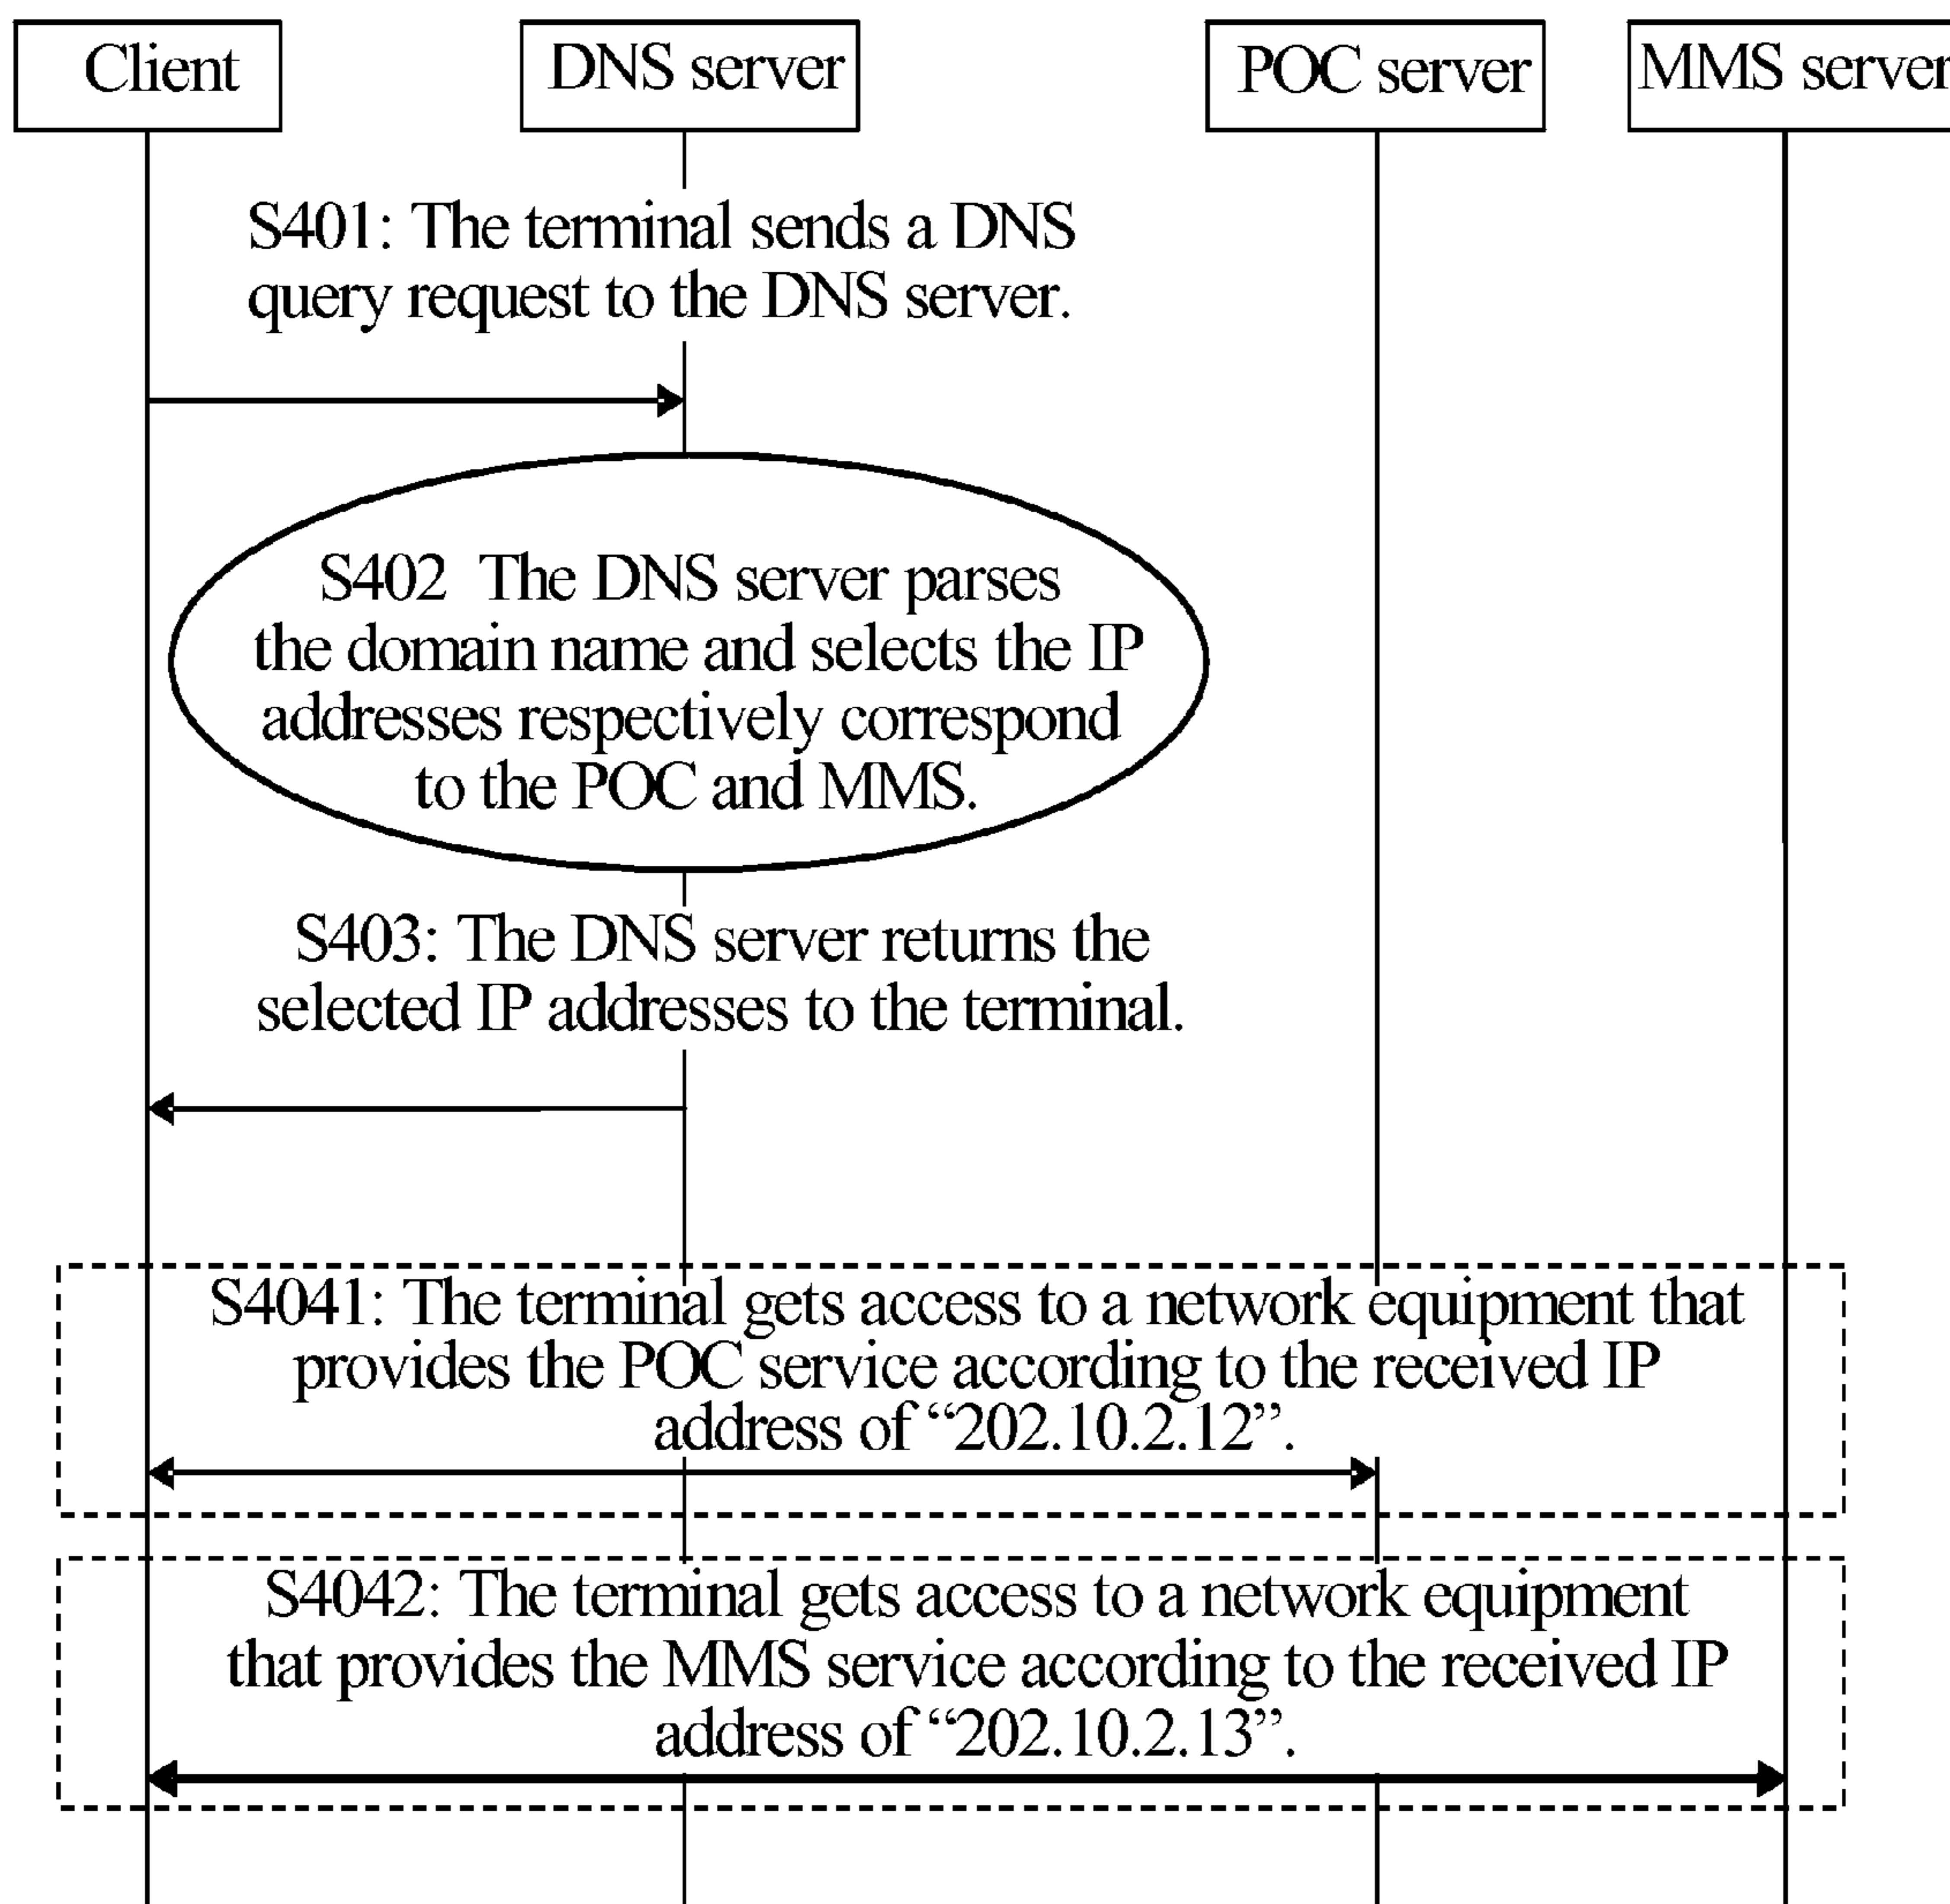 Client
DNS server
POC server
MMS server
S401: The terminal sends a DNS
query request to the DNS server.
S402 The DNS server parses
the domain name and selects the IP
addresses respectively correspond
to the POC and MMS.
S403: The DNS server returns the
selected IP addresses to the terminal.
S4041: The terminal gets access to a network equipment that
provides the POC service according to the received IP
address of “202.10.2.12”.
S4042: The terminal gets access to a network equipment
that provides the MMS service according to the received IP
address of “202.10.2.13”.